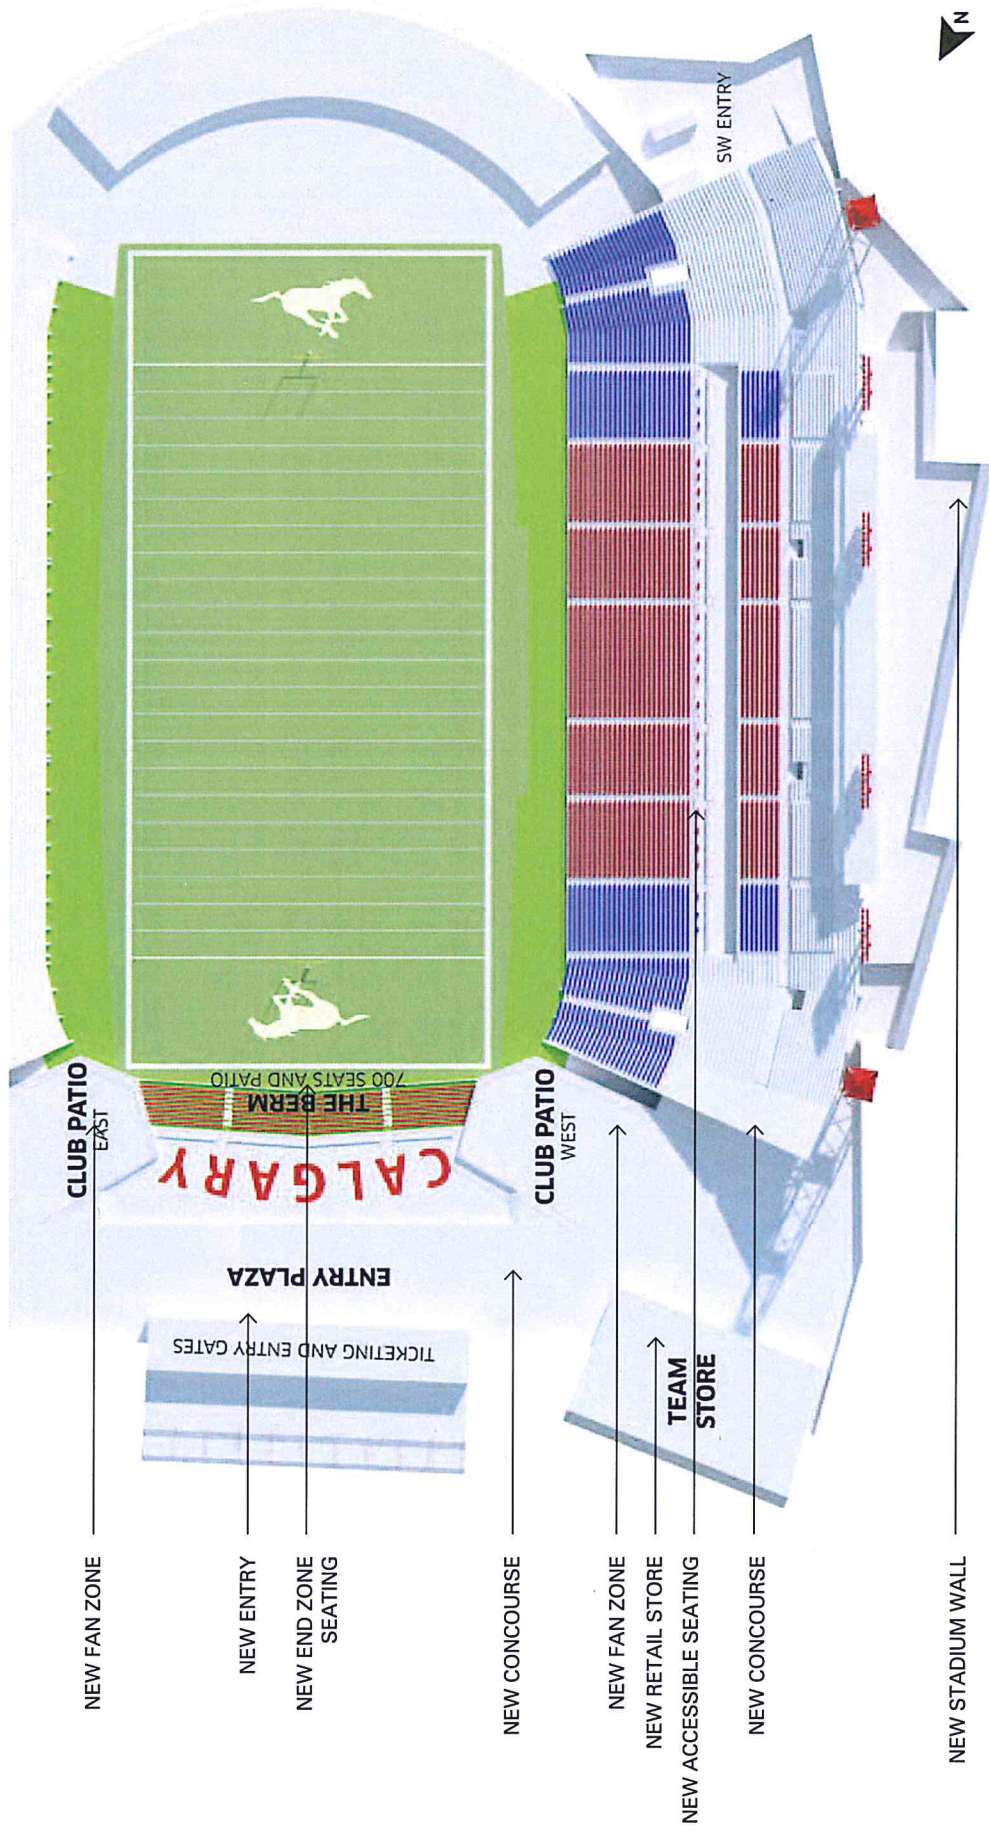 NEW FAN ZONE
NEW ENTRY
NEW END ZONE
SEATING
NEW CONCOURSE
NEW FAN ZONE
NEW RETAIL STORE
NEW ACCESSIBLE SEATING
NEW CONCOURSE
NEW STADIUM WALL
CLUB PATIO
EAST
THE BERM
700 SEATS AND PATIO
CALGARY
CLUB PATIO
WEST
ENTRY PLAZA
TICKETING AND ENTRY GATES
TEAM
STORE
SW ENTRY
N